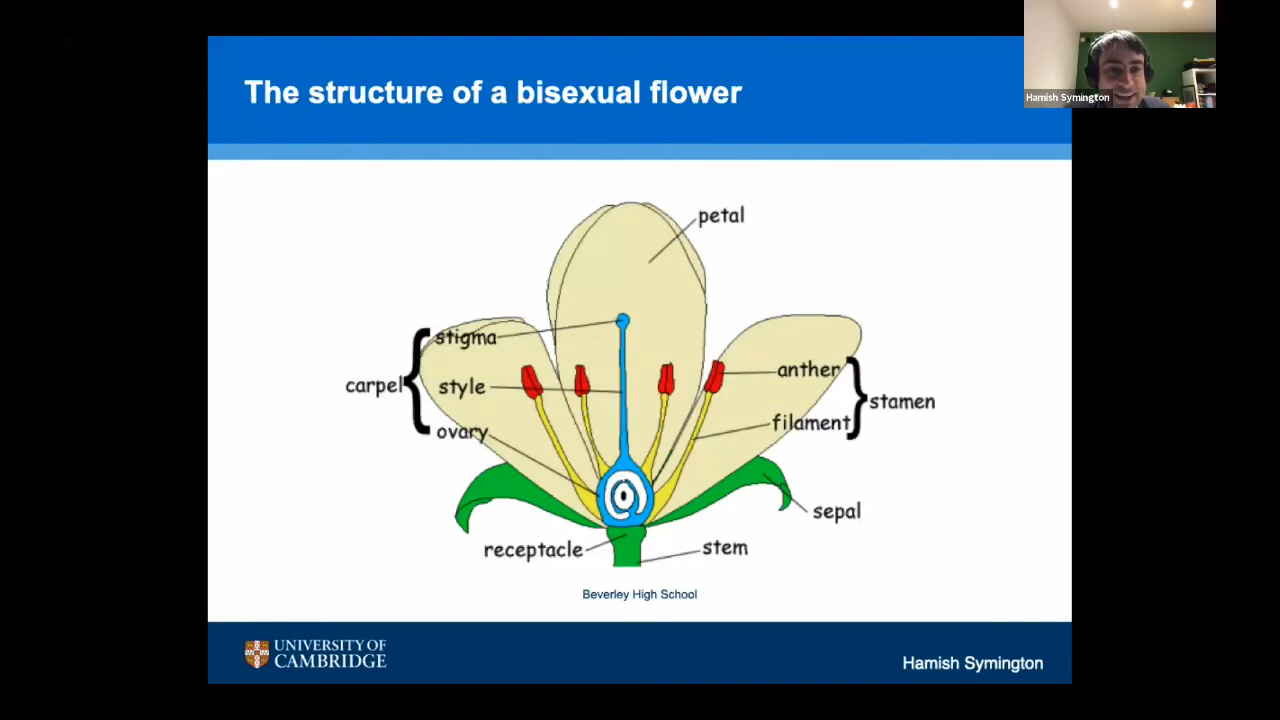 Hamish Symington
The structure of a bisexual flower
petal
stigma
anther
carpel
style
stamen
filament
ovary
sepal
receptacle
stem
Beverley High School
UNIVERSITY OF
CAMBRIDGE
Hamish Symington